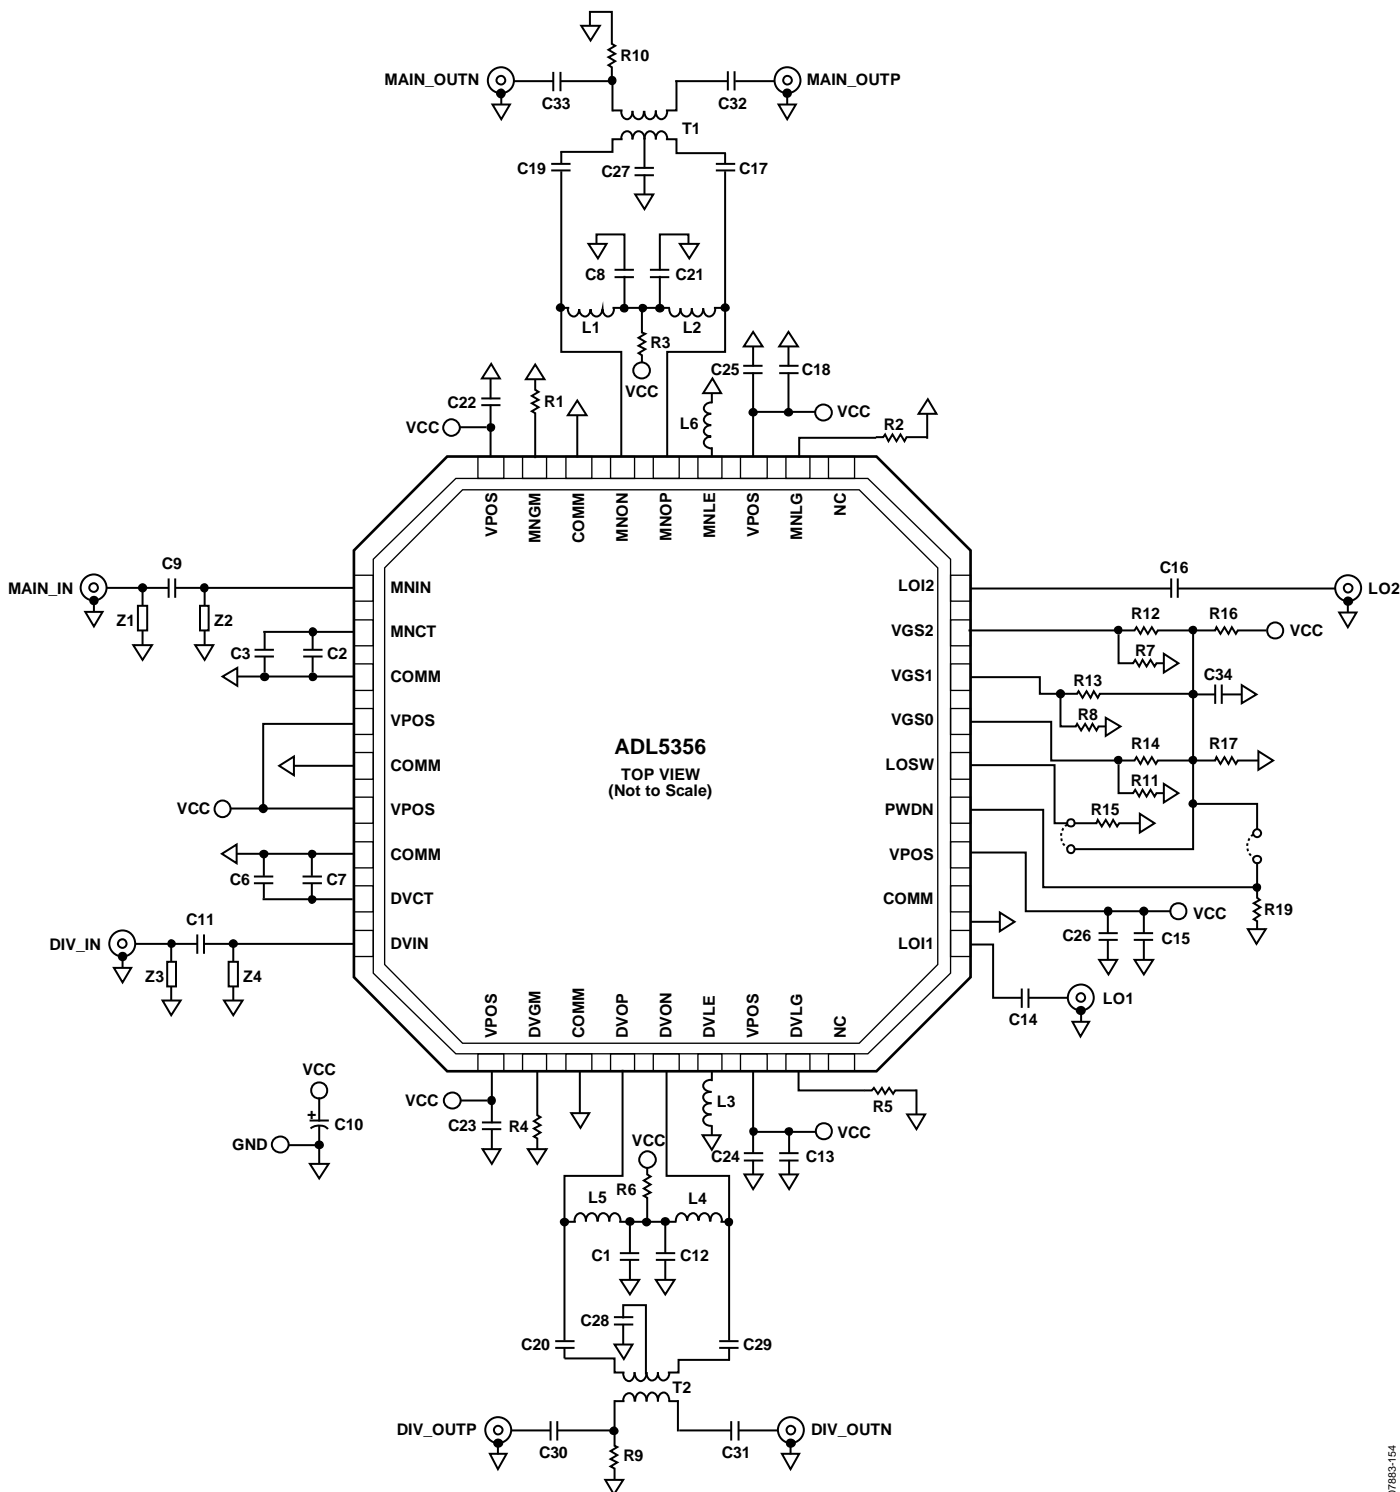 R10
MAIN_OUTN
MAIN_OUTP
C33
C32
T1
C19
C27
C17
C8
C21
L1
L2
R3
VCC
C25
C18
C22
R1
L6
VCC
VCC
R2
VPOS
MNGM
COMM
MNON
MNOP
MNLE
VPOS
MNLG
NC
C9
MAIN_IN
Z1
Z2
MNIN
LOI2
C16
LO2
MNCT
VGS2
R12
R16
VCC
C3
C2
R7
COMM
VGS1
R13
C34
VPOS
VGS0
R8
ADL5356
TOP VIEW
(Not to Scale)
R14
R17
COMM
LOSW
R11
VCC
VPOS
PWDN
R15
COMM
VPOS
C6
C7
DVCT
COMM
C11
VCC
R19
DIV_IN
DVIN
LOI1
C26
C15
Z3
Z4
C14
LO1
VPOS
DVGM
COMM
DVOP
DVON
DVLE
VPOS
DVLG
NC
VCC
C10
GND
VCC
C23
R4
L3
R5
VCC
C24
C13
VCC
R6
L5
L4
C1
C12
C28
C20
C29
T2
DIV_OUTP
DIV_OUTN
C30
R9
C31
07883-154